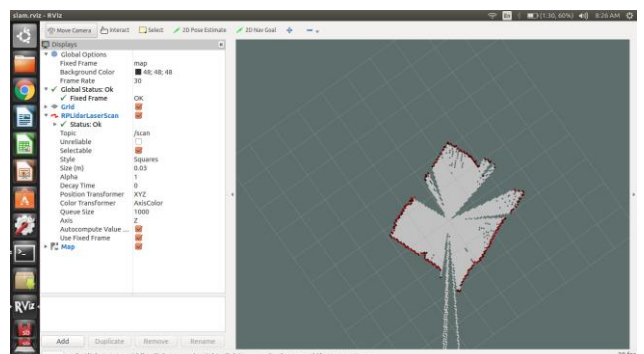 slam.rviz - RViz
(1:30, 60%) 8:28 AM
Move Camera Interact Select 2D Pose Estimate 2D Nav Goal
Displays
Global Options
Fixed Frame map
Background Color 48; 48; 48
Frame Rate 30
Global Status: Ok
Fixed Frame OK
Grid
RPLidarLaserScan
Status: Ok
Topic /scan
Unreliable
Selectable
Style Squares
Size (m) 0.03
Alpha 1
Decay Time 0
Position Transformer XYZ
Color Transformer AxisColor
Queue Size 1000
Axis Z
Autocompute Value ...
Use Fixed Frame
Map
RViz
Add Duplicate Remove Rename